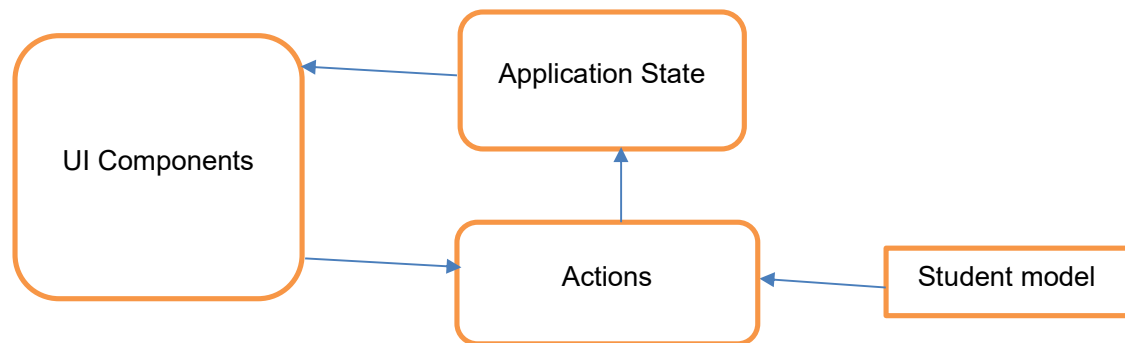 Application State
UI Components
Actions
Student model